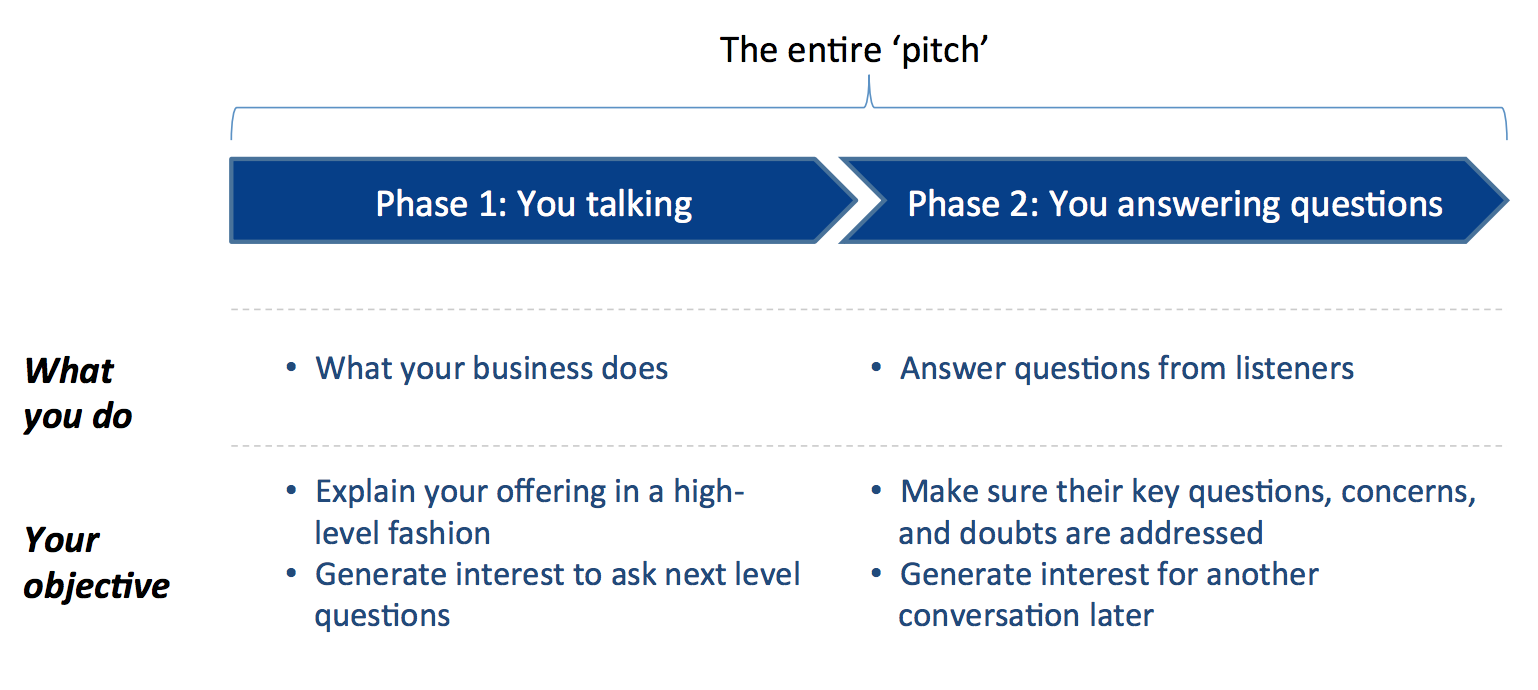 The entire ‘pitch’
Phase 1: You talking
Phase 2: You answering questions
What
you do
• What your business does
• Answer questions from listeners
Your
objective
• Explain your offering in a high-
level fashion
• Generate interest to ask next level
questions
• Make sure their key questions, concerns,
and doubts are addressed
• Generate interest for another
conversation later